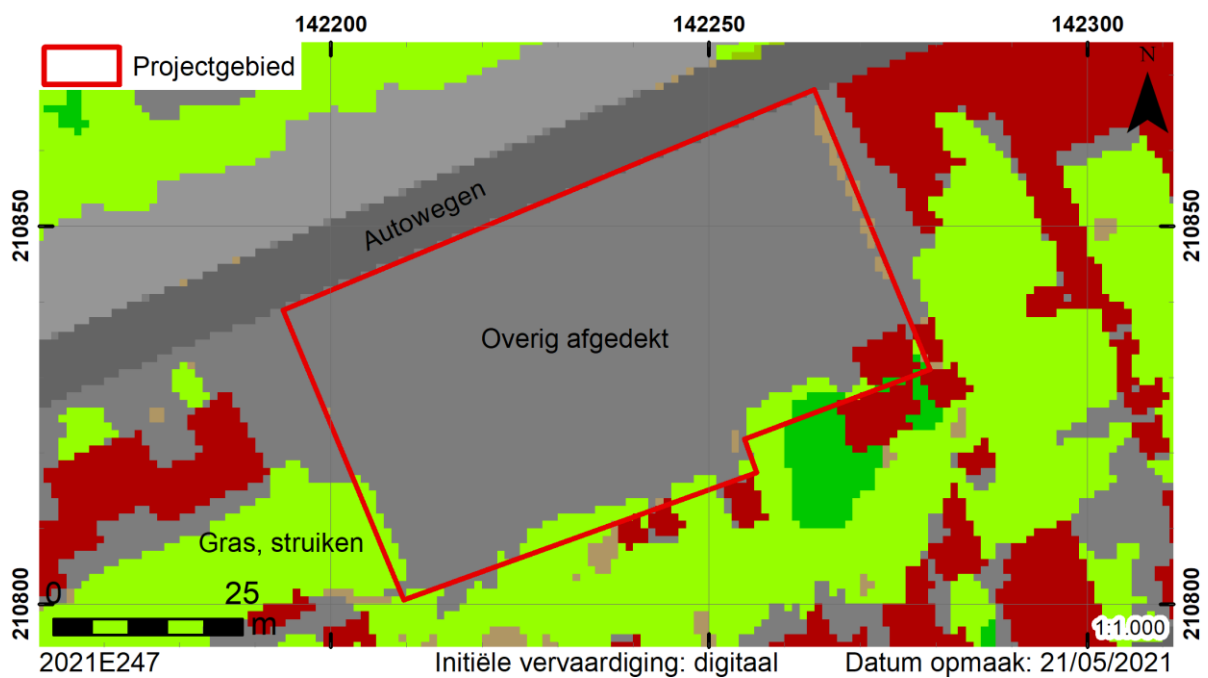 142200 142250 142300
Projectgebied
N
210850 210850
Autowegen
Overig afgedekt
Gras, struiken
210800 210800
0 25
m
1:1.000
2021E247 Initiële vervaardiging: digitaal Datum opmaak: 21/05/2021